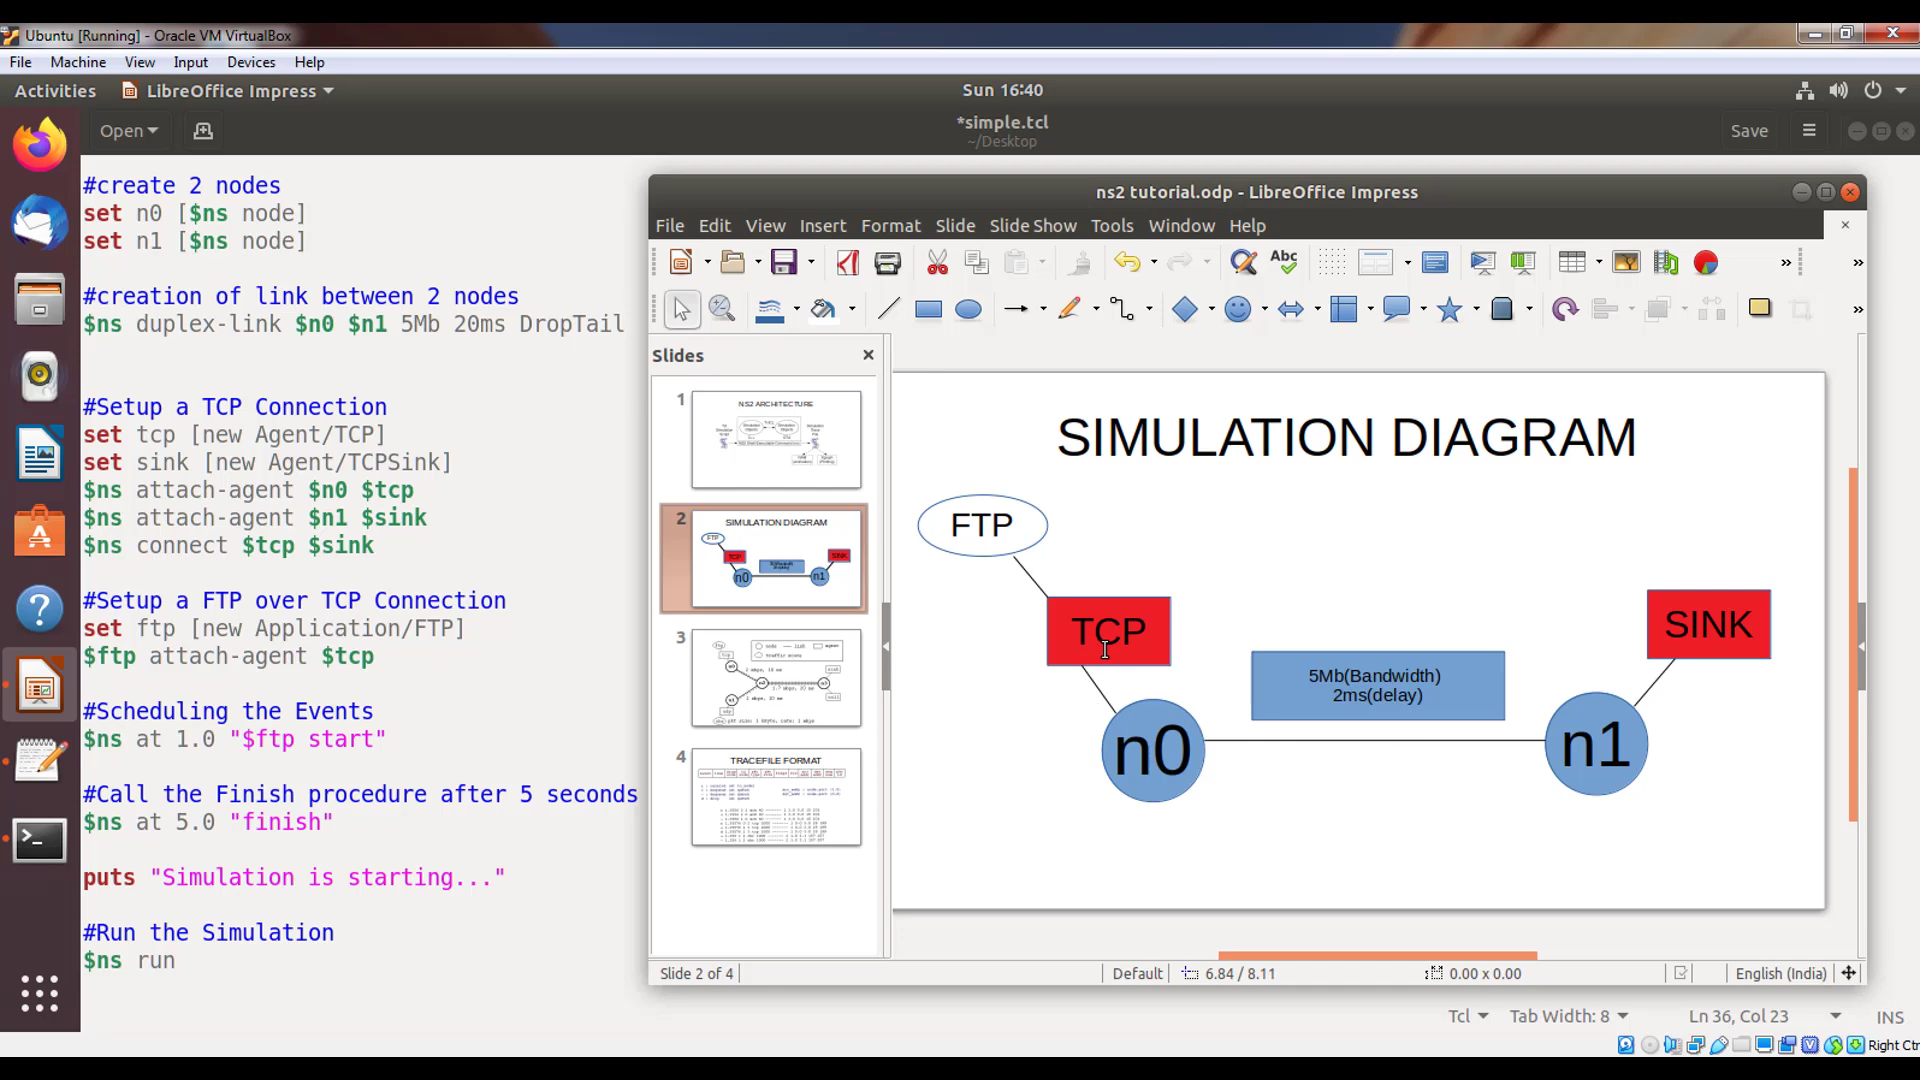 Ubuntu [Running] - Oracle VM VirtualBox
File Machine View Input Devices Help
Activities LibreOffice Impress Sun 16:40
Open *simple.tcl Save
~/Desktop
#create 2 nodes
set n0 [$ns node]
set n1 [$ns node]
#creation of link between 2 nodes
$ns duplex-link $n0 $n1 5Mb 20ms DropTail
#Setup a TCP Connection
set tcp [new Agent/TCP]
set sink [new Agent/TCPSink]
$ns attach-agent $n0 $tcp
$ns attach-agent $n1 $sink
$ns connect $tcp $sink
#Setup a FTP over TCP Connection
set ftp [new Application/FTP]
$ftp attach-agent $tcp
#Scheduling the Events
$ns at 1.0 "$ftp start"
#Call the Finish procedure after 5 seconds
$ns at 5.0 "finish"
puts "Simulation is starting..."
#Run the Simulation
$ns run
ns2 tutorial.odp - LibreOffice Impress
File Edit View Insert Format Slide Slide Show Tools Window Help
Abc
Slides
1
NS2 ARCHITECTURE
2
SIMULATION DIAGRAM
FTP
TCP
SINK
n0
n1
3
4
TRACEFILE FORMAT
SIMULATION DIAGRAM
FTP
TCP
SINK
5Mb(Bandwidth)
2ms(delay)
n0
n1
Slide 2 of 4 Default 6.84 / 8.11 0.00 x 0.00 English (India)
Tcl Tab Width: 8 Ln 36, Col 23 INS
Right Ctr